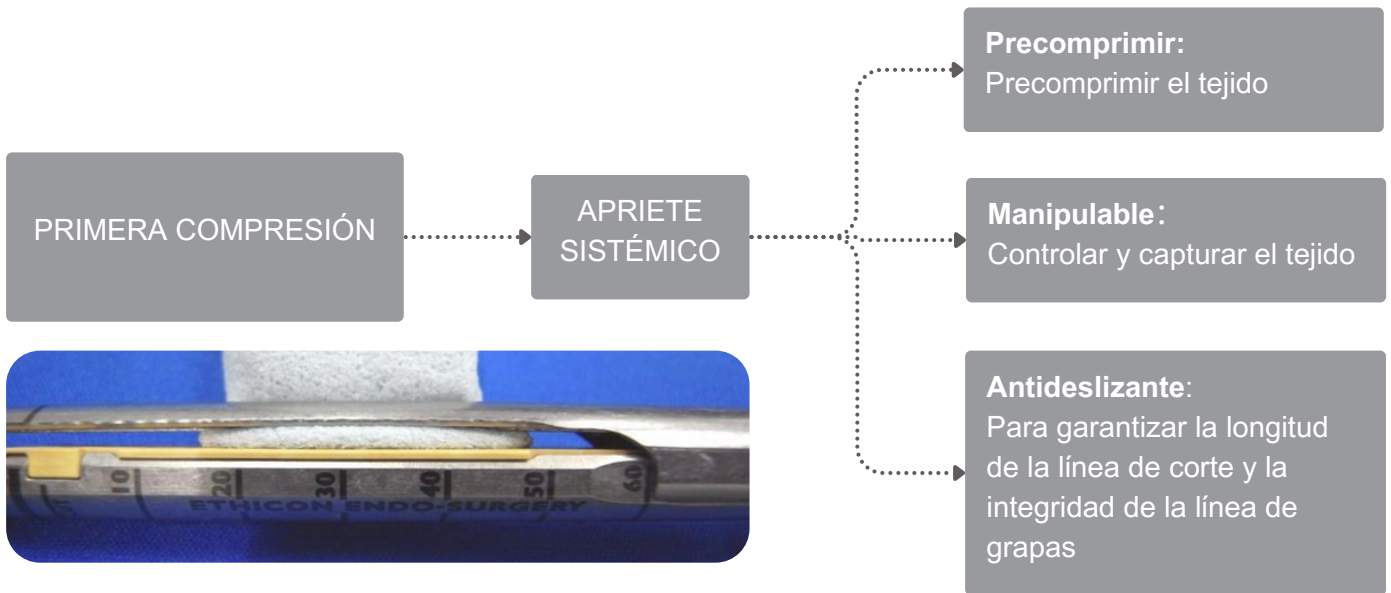 PRIMERA COMPRESIÓN
APRIETE
SISTÉMICO
Precomprimir:
Precomprimir el tejido
Manipulable：
Controlar y capturar el tejido
Antideslizante:
Para garantizar la longitud
de la línea de corte y la
integridad de la línea de
grapas
10 20 30 40 50 60
ETHICON ENDO-SURGERY